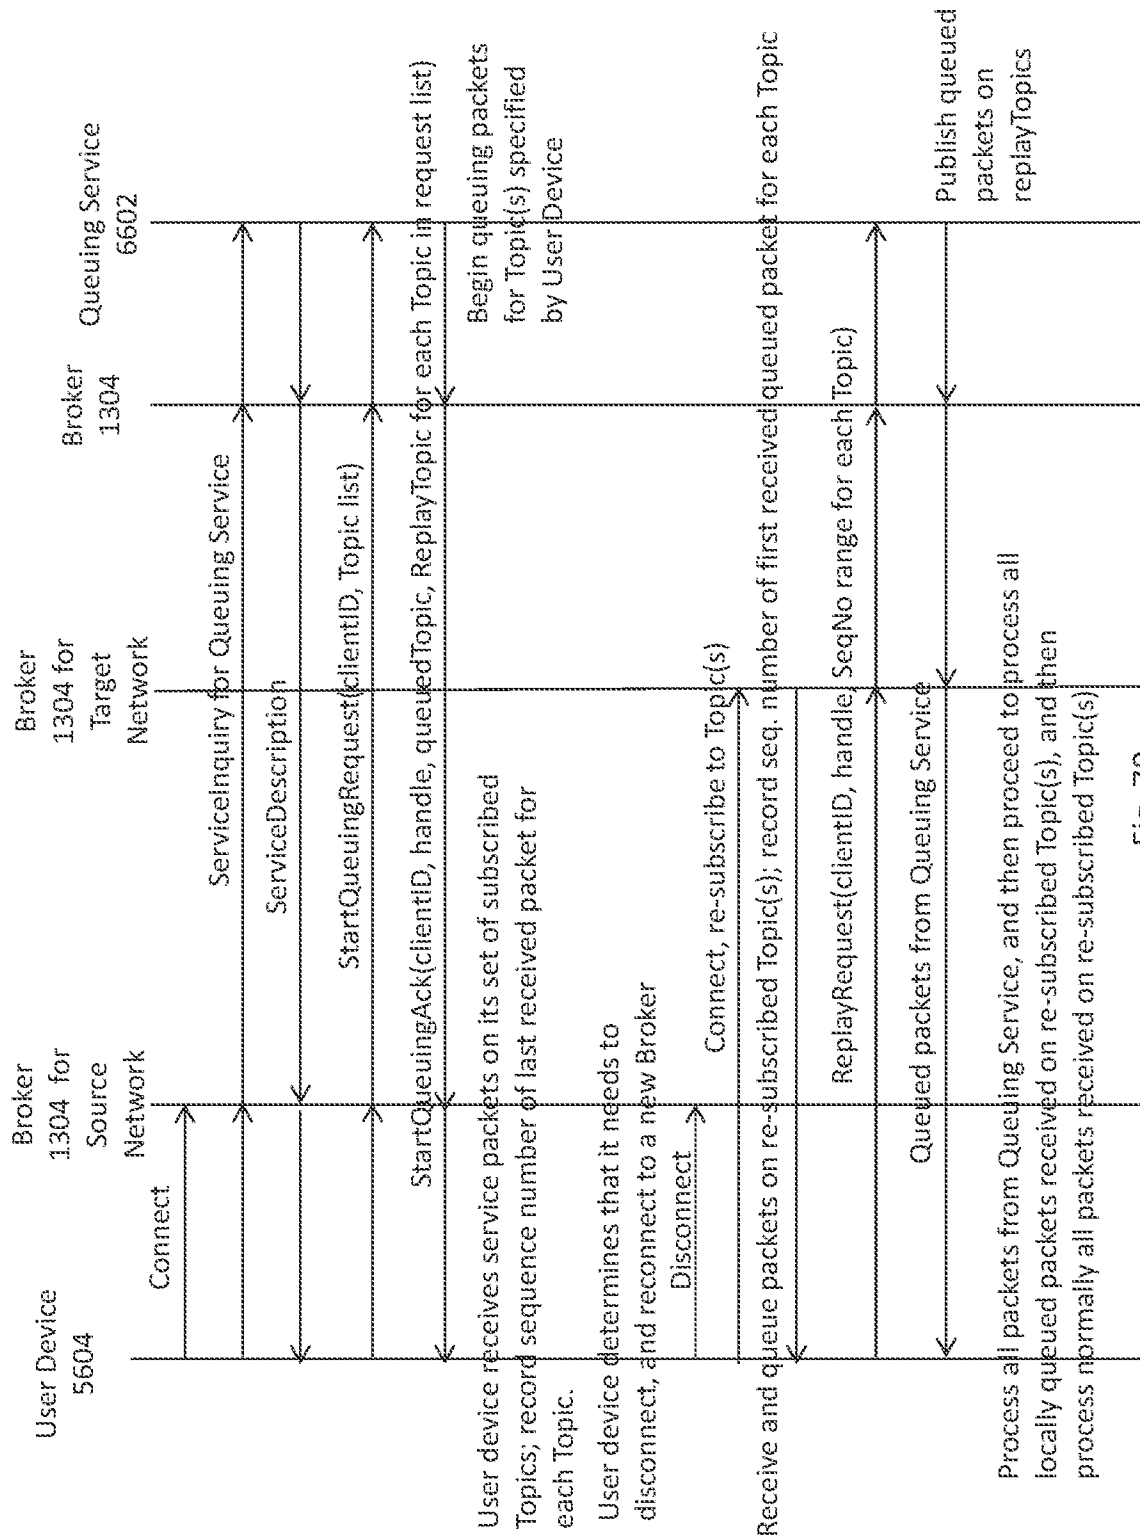 User Device
5604
Broker
1304 for
Source
Network
Broker
1304 for
Target
Network
Broker
1304
Queuing Service
6602
Connect
ServiceInquiry for Queuing Service
ServiceDescription
StartQueuingRequest(clientID, Topic list)
StartQueuingAck(clientID, handle, queuedTopic, ReplayTopic for each Topic in request list)
User device receives service packets on its set of subscribed
Topics; record sequence number of last received packet for
each Topic.
Begin queuing packets
for Topic(s) specified
by User Device
User device determines that it needs to
disconnect, and reconnect to a new Broker
Disconnect
Connect, re-subscribe to Topic(s)
Receive and queue packets on re-subscribed Topic(s); record seq. number of first received queued packet for each Topic
ReplayRequest(clientID, handle, SeqNo range for each Topic)
Queued packets from Queuing Service
Publish queued
packets on
replayTopics
Process all packets from Queuing Service, and then proceed to process all
locally queued packets received on re-subscribed Topic(s), and then
process normally all packets received on re-subscribed Topic(s)